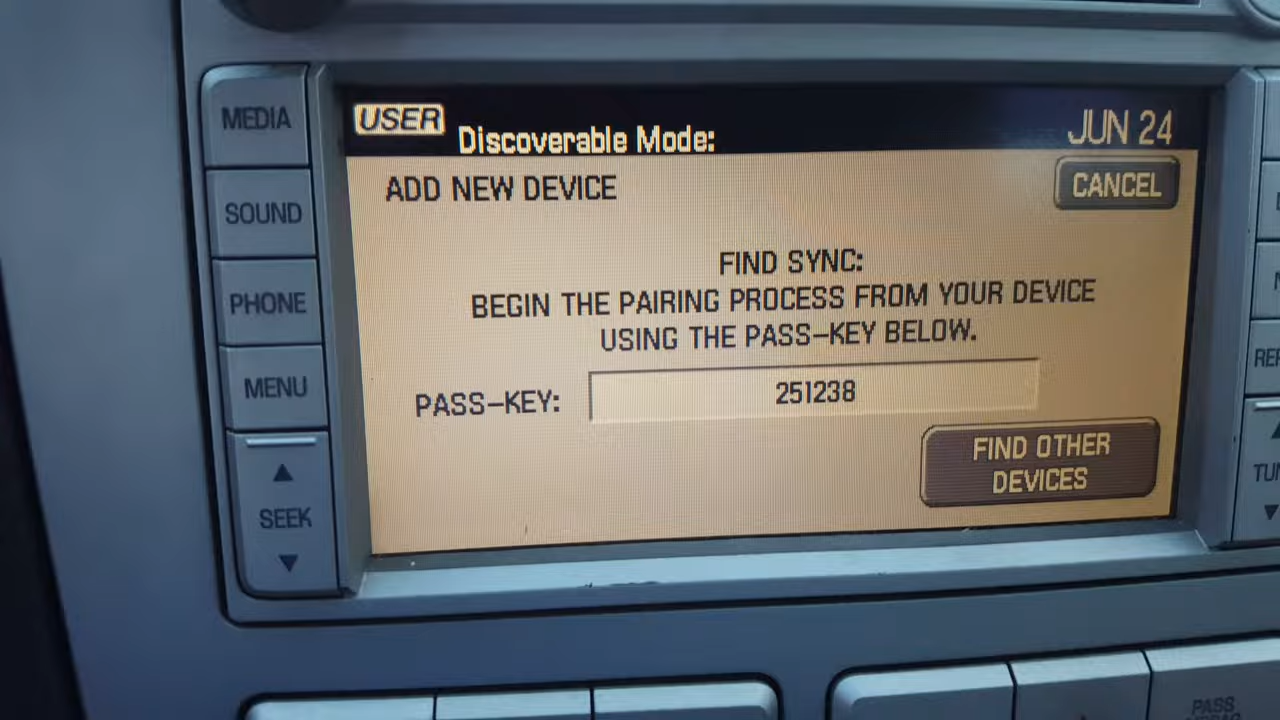 MEDIA
SOUND
PHONE
MENU
SEEK
USER
Discoverable Mode:
JUN 24
ADD NEW DEVICE
CANCEL
FIND SYNC:
BEGIN THE PAIRING PROCESS FROM YOUR DEVICE
USING THE PASS-KEY BELOW.
PASS-KEY: 251238
FIND OTHER
DEVICES
PASS